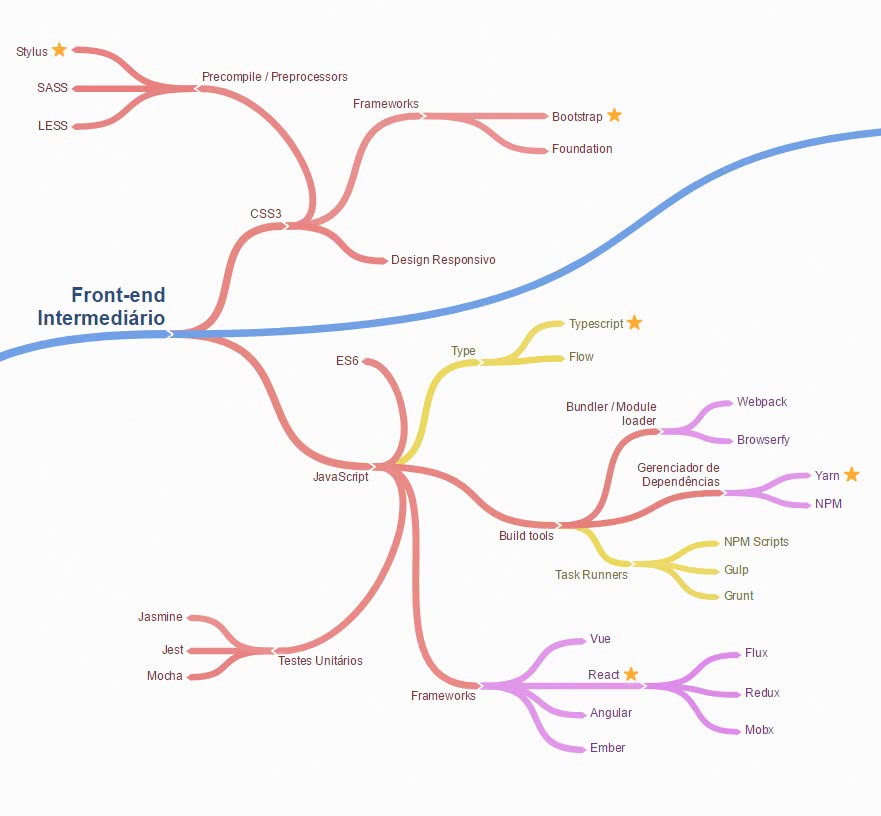 Stylus
SASS
LESS
Precompile / Preprocessors
Frameworks
Bootstrap
Foundation
CSS3
Design Responsivo
Front-end
Intermediário
Type
Typescript
Flow
ES6
JavaScript
Bundler / Module
loader
Webpack
Browserfy
Gerenciador de
Dependências
Yarn
NPM
Build tools
Task Runners
NPM Scripts
Gulp
Grunt
Jasmine
Jest
Mocha
Testes Unitários
Frameworks
Vue
React
Angular
Ember
Flux
Redux
Mobx